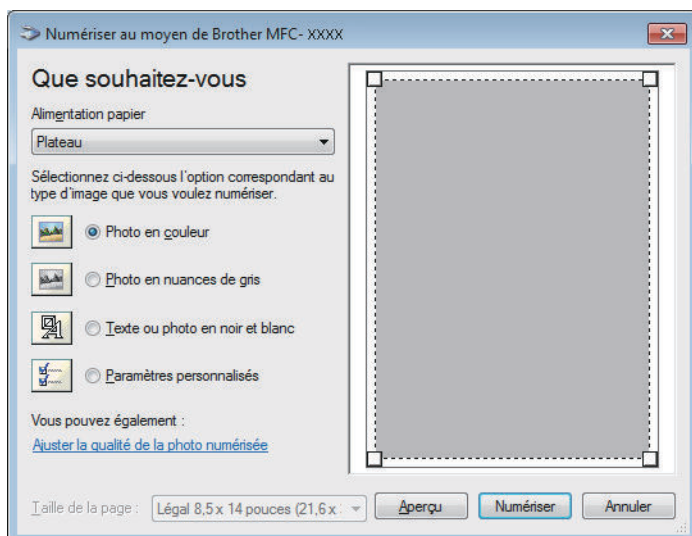 Numériser au moyen de Brother MFC- XXXX
Que souhaitez-vous
Alimentation papier
Plateau
Sélectionnez ci-dessous l'option correspondant au
type d'image que vous voulez numériser.
Photo en couleur
Photo en nuances de gris
Texte ou photo en noir et blanc
Paramètres personnalisés
Vous pouvez également :
Ajuster la qualité de la photo numérisée
Taille de la page : Légal 8,5 x 14 pouces (21,6 x Aperçu Numériser Annuler